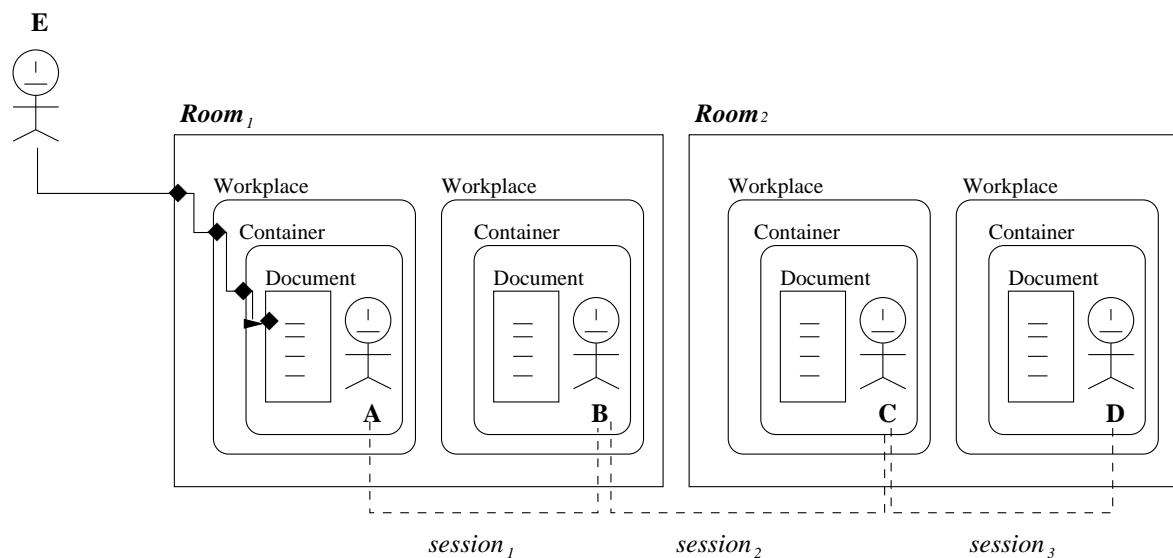 E
Room1 Room2
Workplace Workplace Workplace Workplace
Container Container Container Container
Document Document Document Document
A B C D
session1 session2 session3